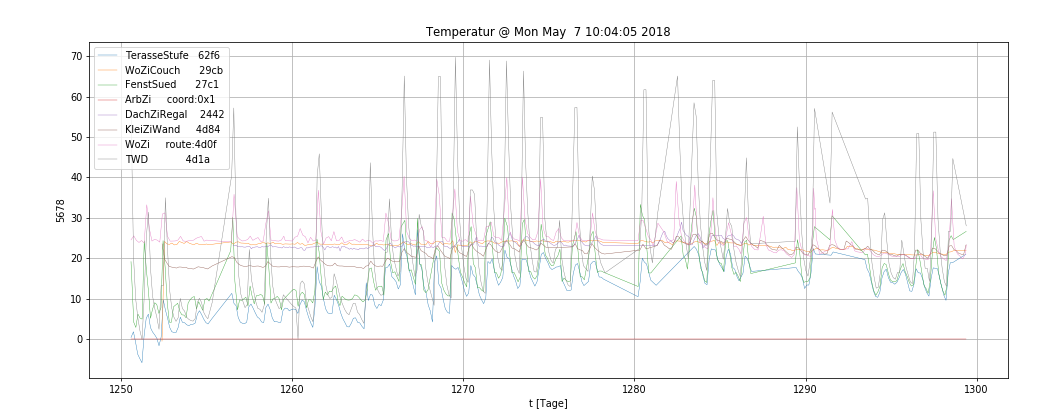 Temperatur @ Mon May  7 10:04:05 2018
70
60
50
40
30
20
10
0
5678
TerasseStufe   62f6
WoZiCouch      29cb
FenstSued      27c1
ArbZi     coord:0x1
DachZiRegal    2442
KleiZiWand     4d84
WoZi     route:4d0f
TWD            4d1a
1250 1260 1270 1280 1290 1300
t [Tage]